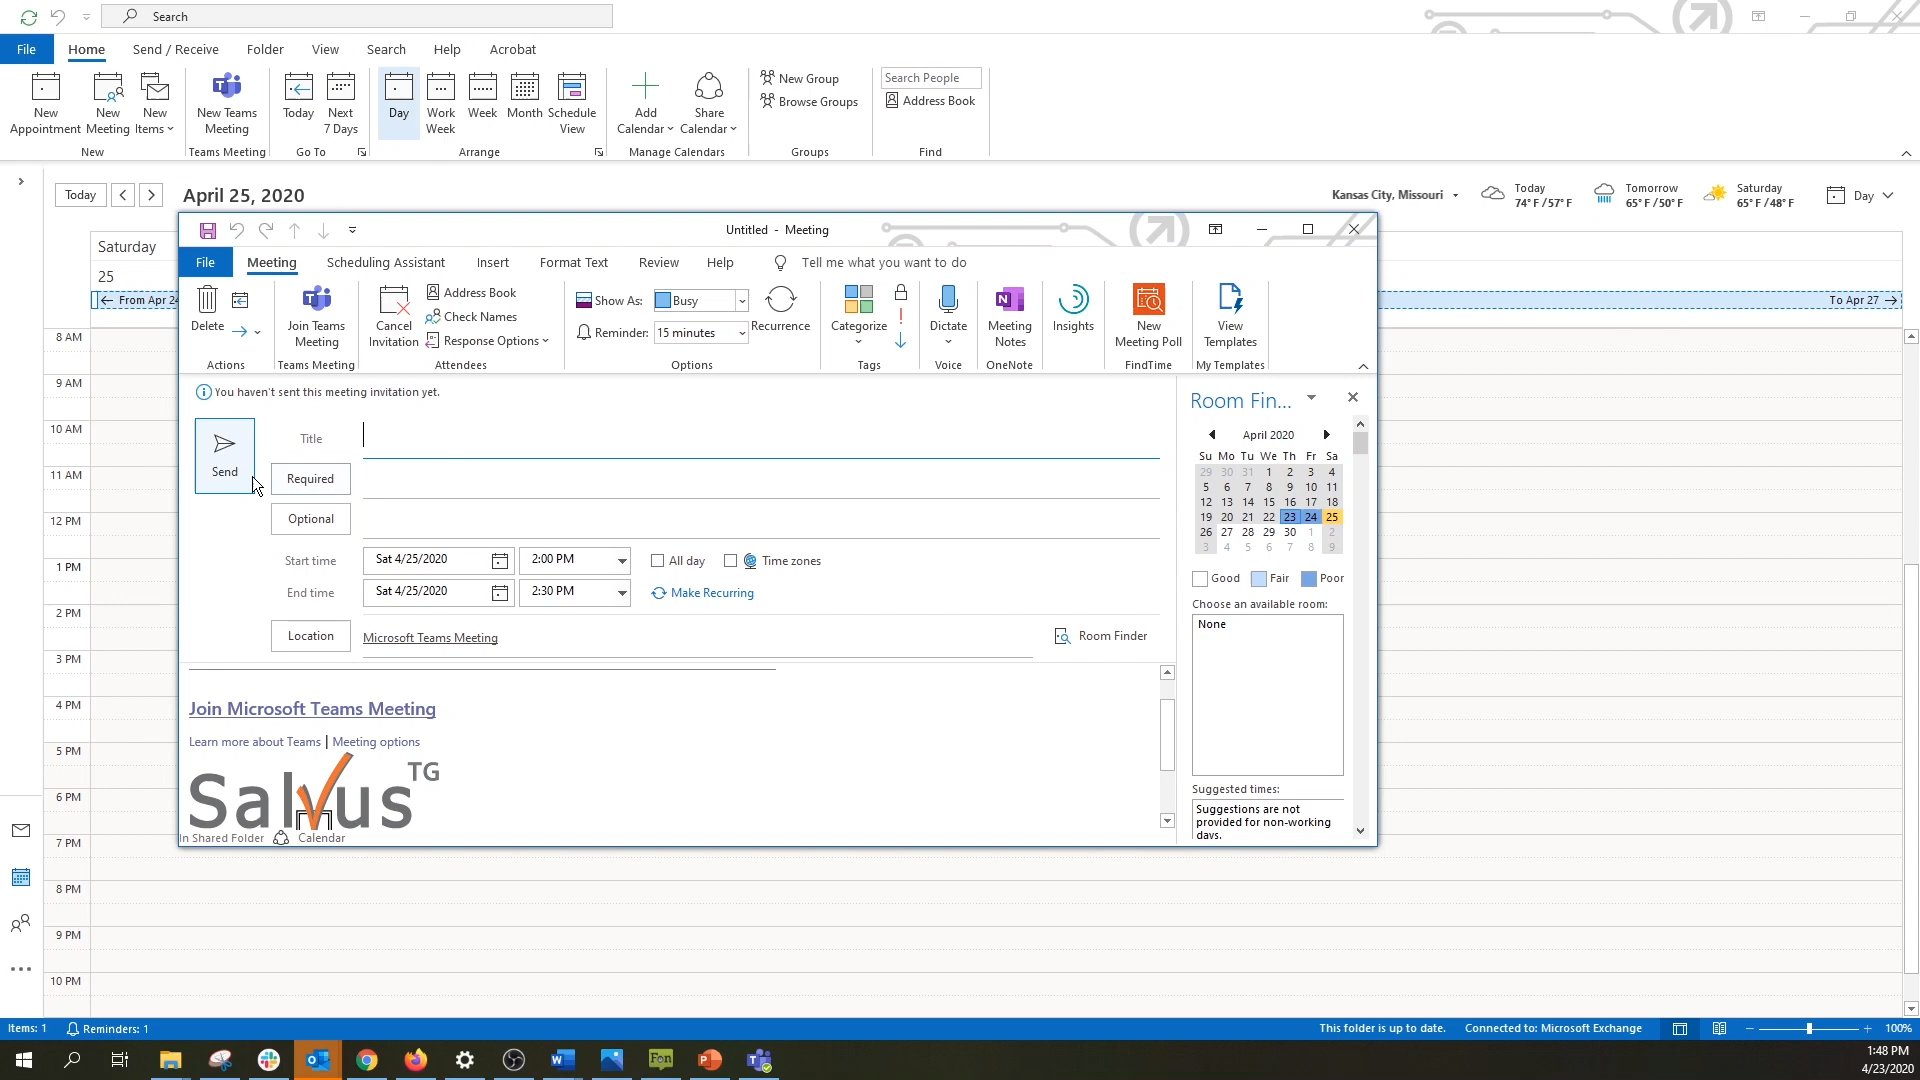 Search
File Home Send / Receive Folder View Search Help Acrobat
New Appointment
New Meeting
New Items
New Teams Meeting
Today
Next 7 Days
Day
Work Week
Week
Month
Schedule View
Add Calendar
Share Calendar
New Group
Browse Groups
Search People
Address Book
New Teams Meeting Go To Arrange Manage Calendars Groups Find
Today April 25, 2020
Kansas City, Missouri
Today 74° F / 57° F
Tomorrow 65° F / 50° F
Saturday 65° F / 48° F
Day
Saturday
25
From Apr 24
To Apr 27
8 AM
9 AM
10 AM
11 AM
12 PM
1 PM
2 PM
3 PM
4 PM
5 PM
6 PM
7 PM
8 PM
9 PM
10 PM
Untitled - Meeting
File Meeting Scheduling Assistant Insert Format Text Review Help Tell me what you want to do
Delete
Join Teams Meeting
Cancel Invitation
Address Book
Check Names
Response Options
Show As: Busy
Reminder: 15 minutes
Recurrence
Categorize
Dictate
Meeting Notes
Insights
New Meeting Poll
View Templates
Actions Teams Meeting Attendees Options Tags Voice OneNote FindTime My Templates
You haven't sent this meeting invitation yet.
Send
Title
Required
Optional
Start time Sat 4/25/2020 2:00 PM All day Time zones
End time Sat 4/25/2020 2:30 PM Make Recurring
Location Microsoft Teams Meeting Room Finder
Join Microsoft Teams Meeting
Learn more about Teams | Meeting options
Salvus TG
In Shared Folder Calendar
Room Fin...
April 2020
Su Mo Tu We Th Fr Sa
29 30 31 1 2 3 4
5 6 7 8 9 10 11
12 13 14 15 16 17 18
19 20 21 22 23 24 25
26 27 28 29 30 1 2
3 4 5 6 7 8 9
Good Fair Poor
Choose an available room:
None
Suggested times:
Suggestions are not
provided for non-working
days.
Items: 1 Reminders: 1
This folder is up to date. Connected to: Microsoft Exchange 100%
Fon
1:48 PM
4/23/2020